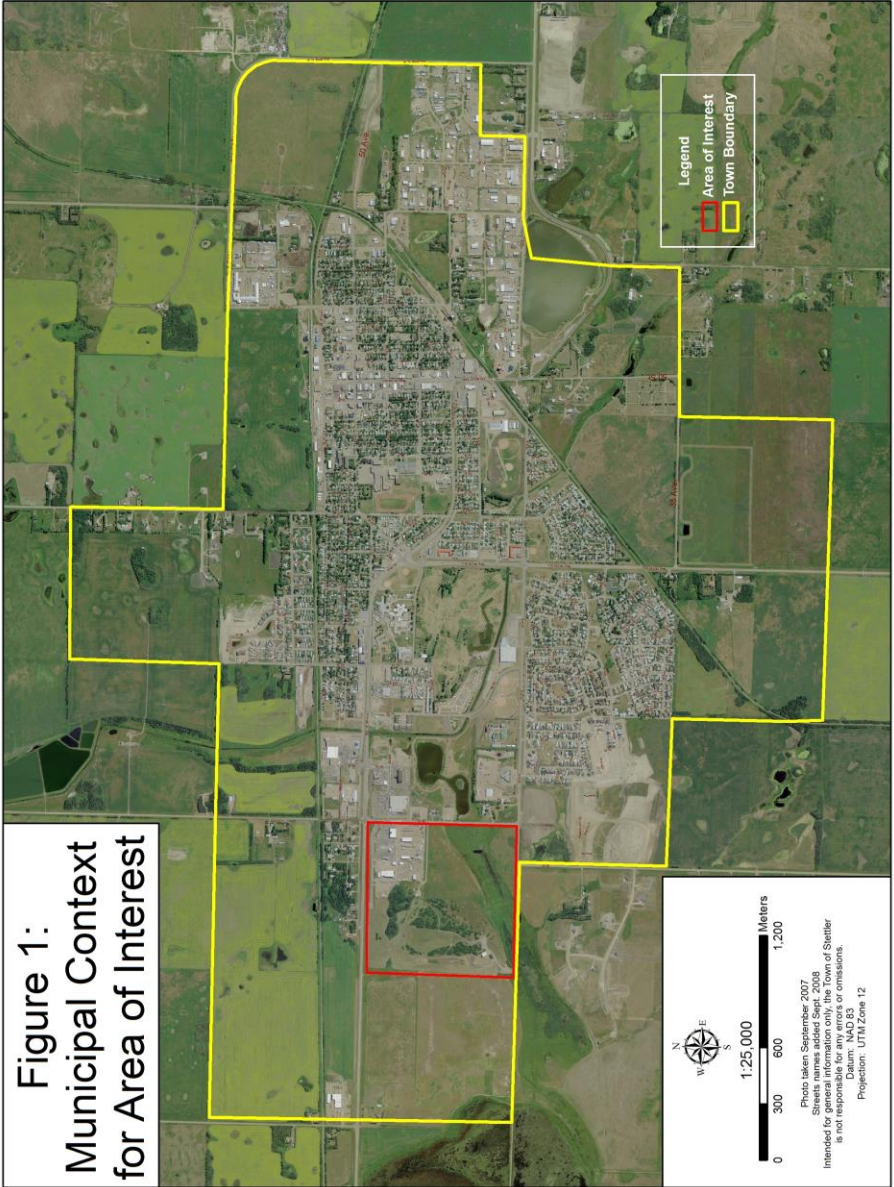 Figure 1:
Municipal Context
for Area of Interest
50 Ave
Legend
Area of Interest
Town Boundary
N
W
E
S
1:25,000
0
300
600
1,200
Meters
Photo taken September 2007
Streets names added Sept. 2008
Intended for general information only, the Town of Stettler
is not responsible for any errors or omissions.
Datum: NAD 83
Projection: UTM Zone 12